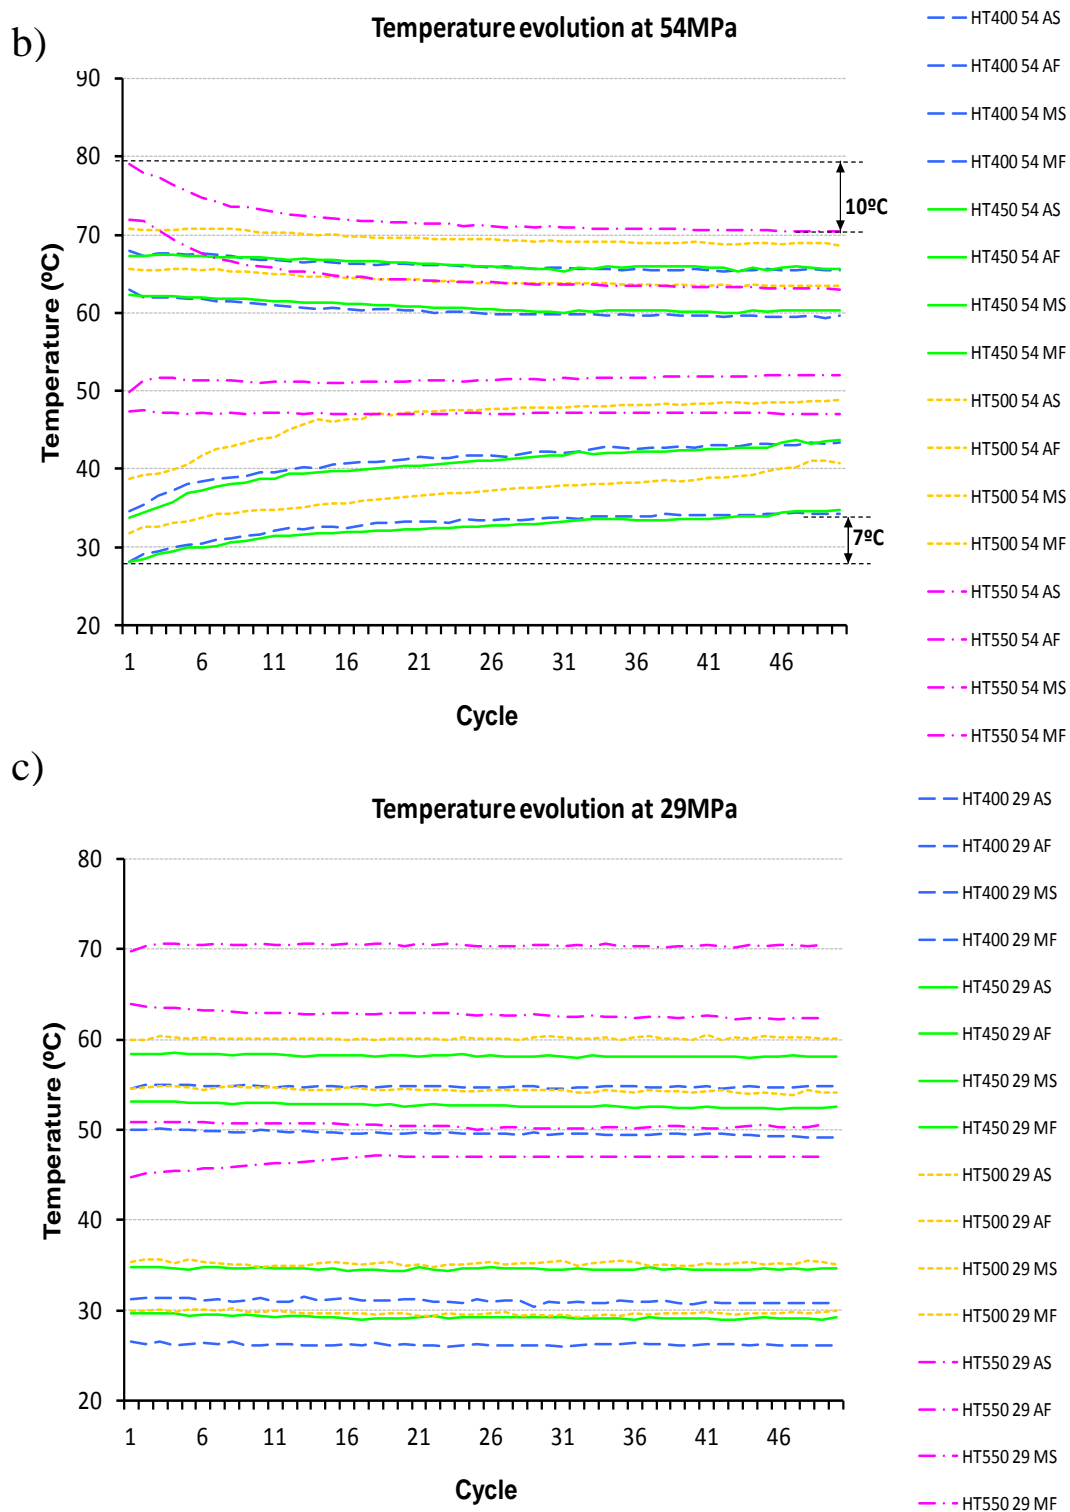 b)
Temperature evolution at 54MPa
90
80
70
60
50
40
30
20
Temperature (ºC)
10ºC
7ºC
1 6 11 16 21 26 31 36 41 46
Cycle
HT400 54 AS
HT400 54 AF
HT400 54 MS
HT400 54 MF
HT450 54 AS
HT450 54 AF
HT450 54 MS
HT450 54 MF
HT500 54 AS
HT500 54 AF
HT500 54 MS
HT500 54 MF
HT550 54 AS
HT550 54 AF
HT550 54 MS
HT550 54 MF
c)
Temperature evolution at 29MPa
80
70
60
50
40
30
20
Temperature (ºC)
1 6 11 16 21 26 31 36 41 46
Cycle
HT400 29 AS
HT400 29 AF
HT400 29 MS
HT400 29 MF
HT450 29 AS
HT450 29 AF
HT450 29 MS
HT450 29 MF
HT500 29 AS
HT500 29 AF
HT500 29 MS
HT500 29 MF
HT550 29 AS
HT550 29 AF
HT550 29 MS
HT550 29 MF